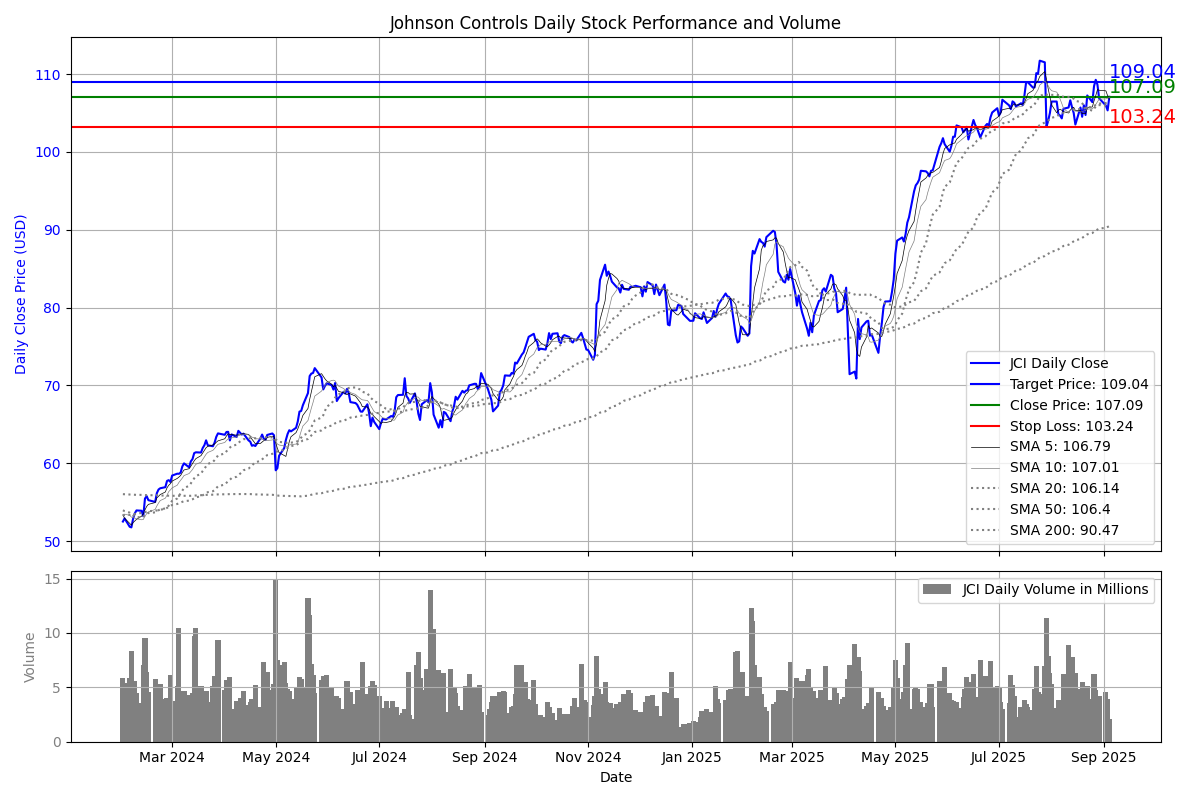 Johnson Controls Daily Stock Performance and Volume
Daily Close Price (USD)
110
100
90
80
70
60
50
109.04
107.09
103.24
JCI Daily Close
Target Price: 109.04
Close Price: 107.09
Stop Loss: 103.24
SMA 5: 106.79
SMA 10: 107.01
SMA 20: 106.14
SMA 50: 106.4
SMA 200: 90.47
Volume
15
10
5
0
JCI Daily Volume in Millions
Mar 2024 May 2024 Jul 2024 Sep 2024 Nov 2024 Jan 2025 Mar 2025 May 2025 Jul 2025 Sep 2025
Date